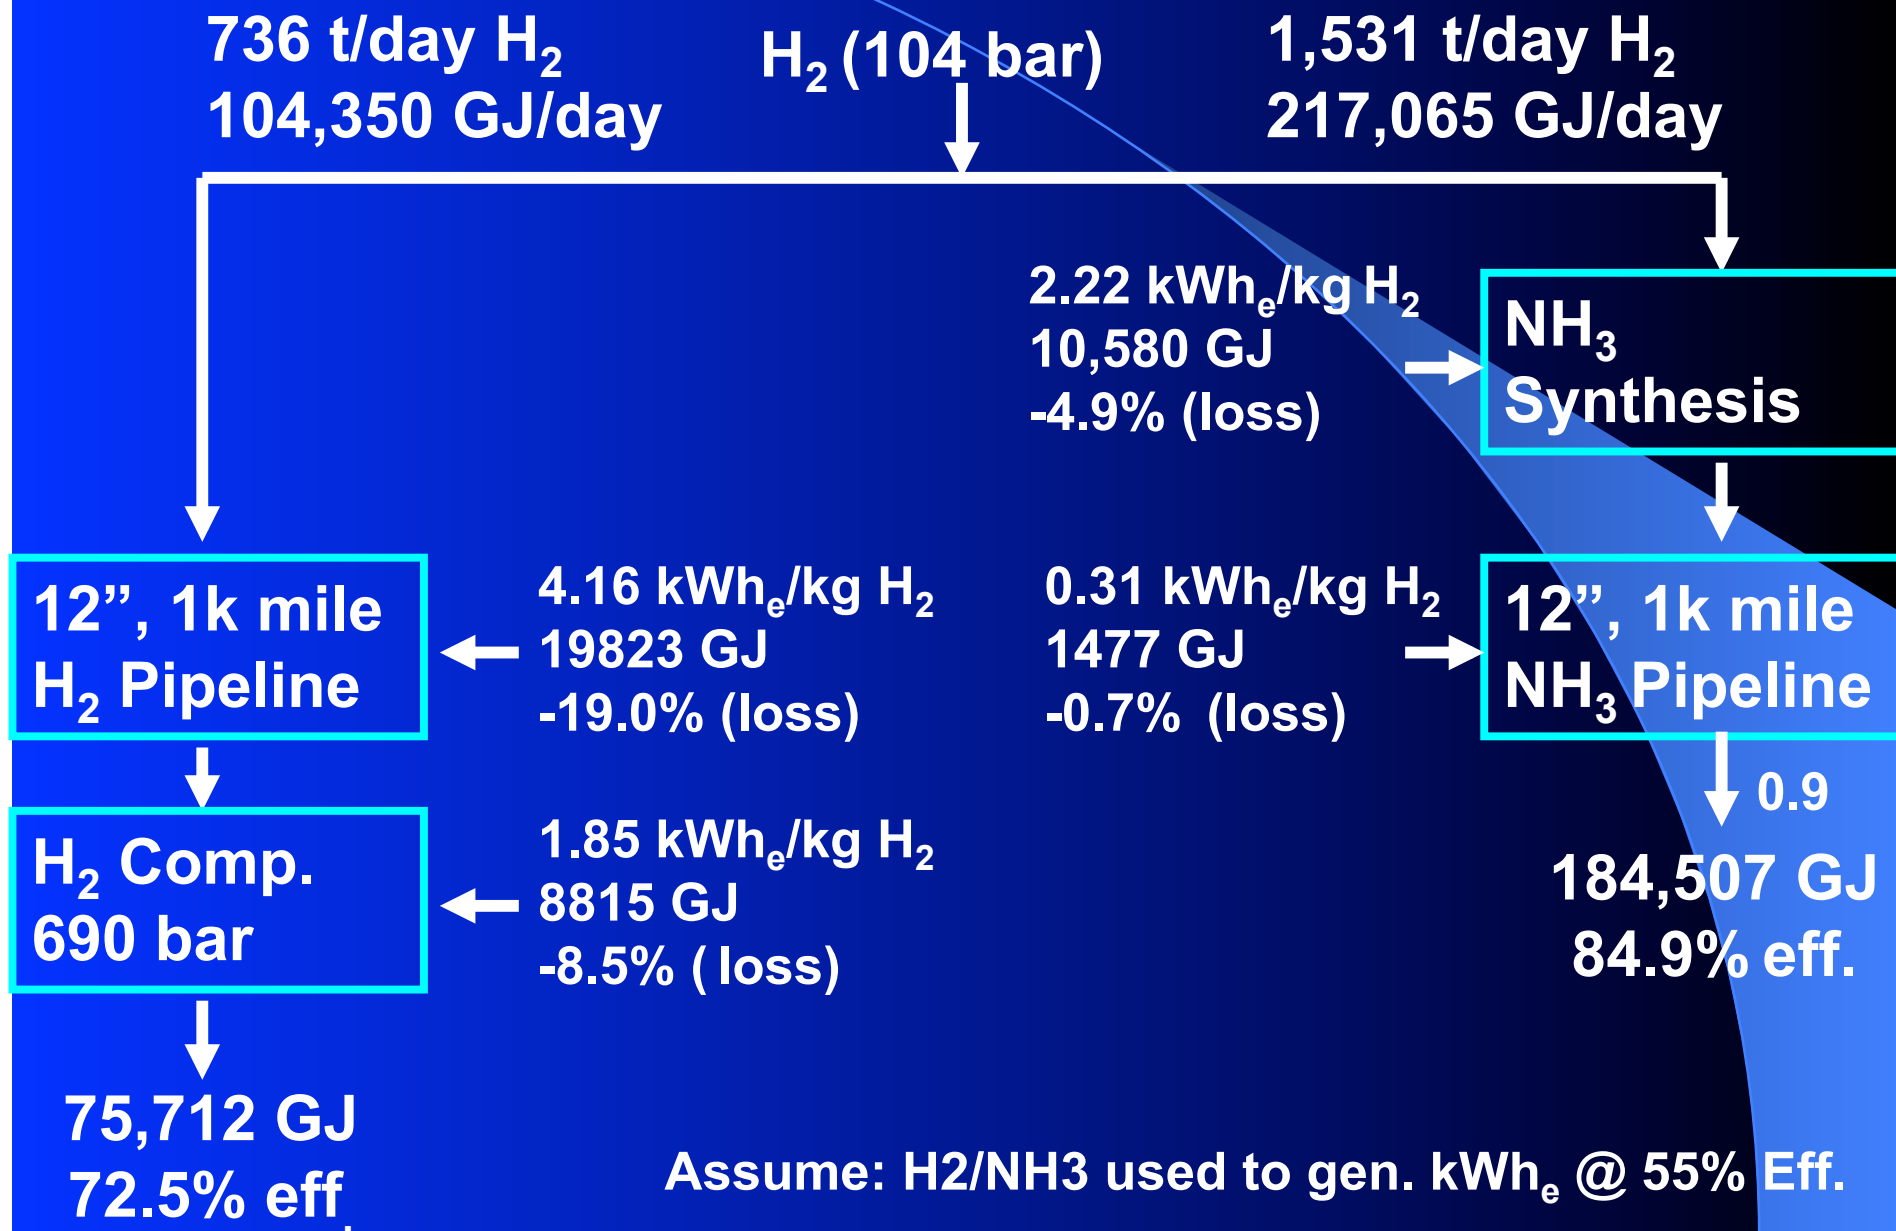 736 t/day H₂
104,350 GJ/day
H₂ (104 bar)
1,531 t/day H₂
217,065 GJ/day
2.22 kWhₑ/kg H₂
10,580 GJ
-4.9% (loss)
NH₃
Synthesis
12”, 1k mile
H₂ Pipeline
4.16 kWhₑ/kg H₂
19823 GJ
-19.0% (loss)
0.31 kWhₑ/kg H₂
1477 GJ
-0.7% (loss)
12”, 1k mile
NH₃ Pipeline
0.9
H₂ Comp.
690 bar
1.85 kWhₑ/kg H₂
8815 GJ
-8.5% ( loss)
184,507 GJ
84.9% eff.
75,712 GJ
72.5% eff
Assume: H2/NH3 used to gen. kWhₑ @ 55% Eff.